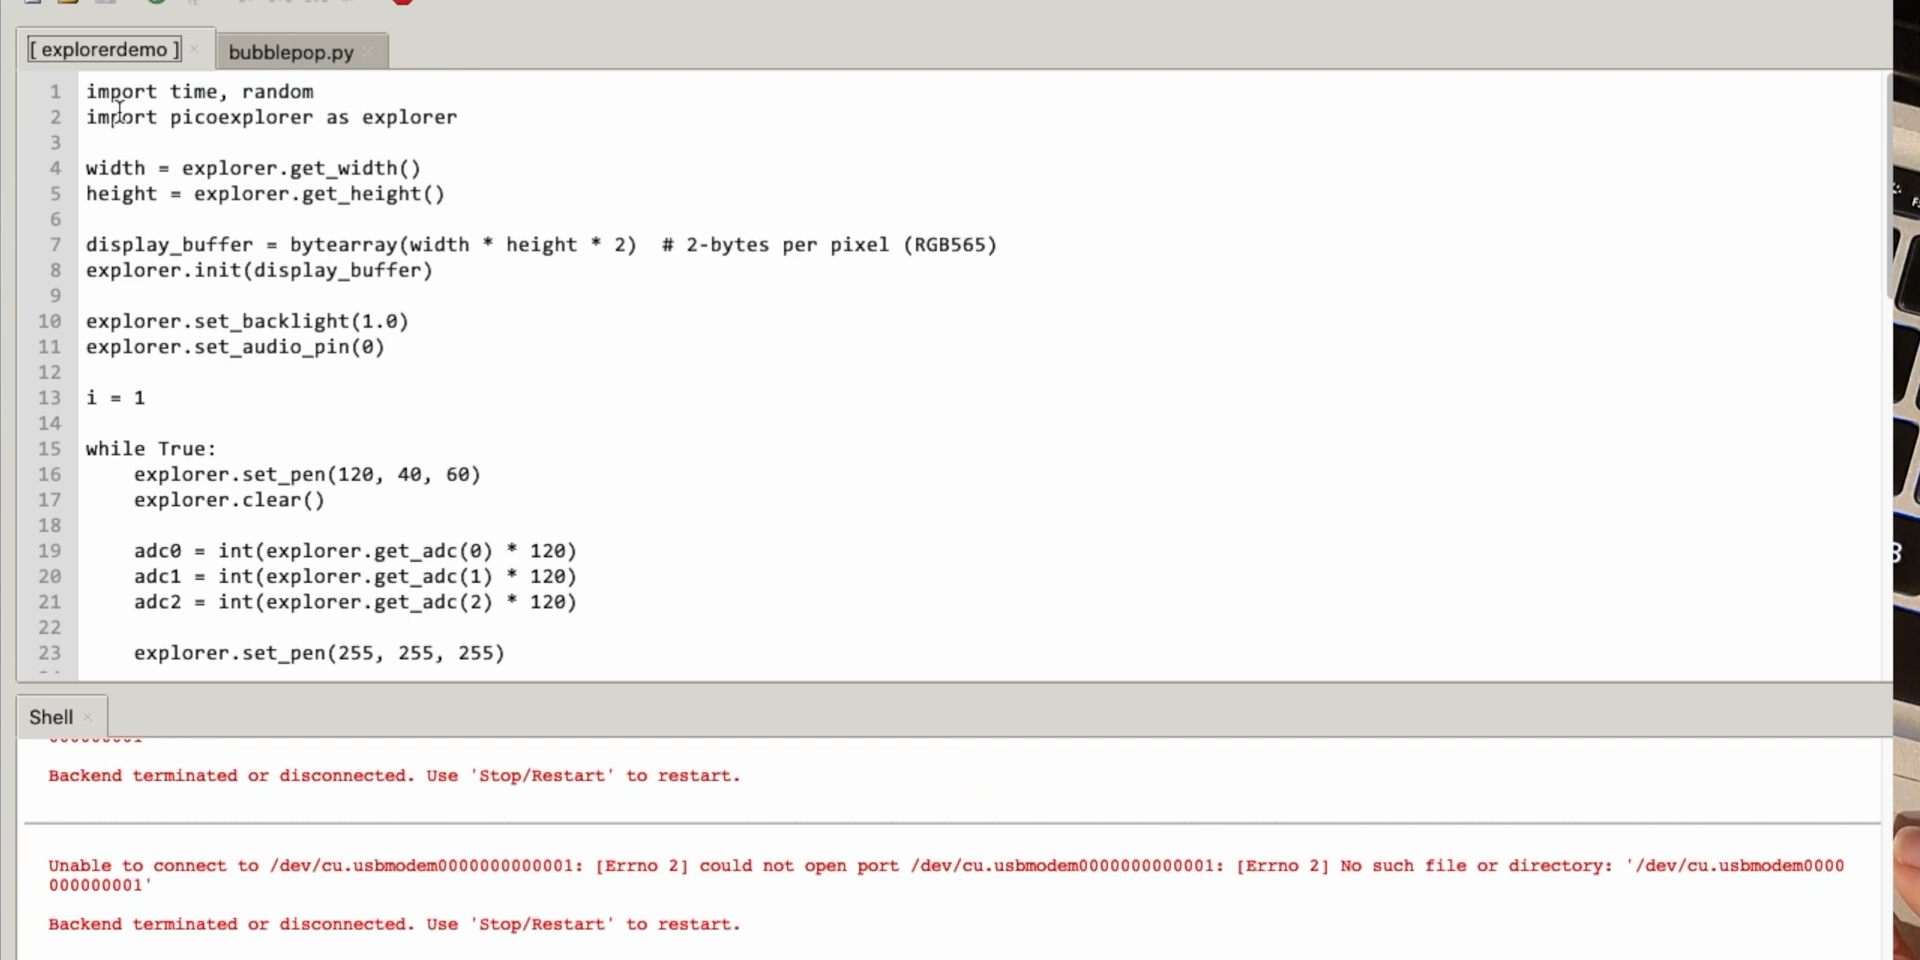 [ explorerdemo ]
bubblepop.py
1 import time, random
2 import picoexplorer as explorer
3
4 width = explorer.get_width()
5 height = explorer.get_height()
6
7 display_buffer = bytearray(width * height * 2)  # 2-bytes per pixel (RGB565)
8 explorer.init(display_buffer)
9
10 explorer.set_backlight(1.0)
11 explorer.set_audio_pin(0)
12
13 i = 1
14
15 while True:
16     explorer.set_pen(120, 40, 60)
17     explorer.clear()
18
19     adc0 = int(explorer.get_adc(0) * 120)
20     adc1 = int(explorer.get_adc(1) * 120)
21     adc2 = int(explorer.get_adc(2) * 120)
22
23     explorer.set_pen(255, 255, 255)
Shell
Backend terminated or disconnected. Use 'Stop/Restart' to restart.
Unable to connect to /dev/cu.usbmodem0000000000001: [Errno 2] could not open port /dev/cu.usbmodem0000000000001: [Errno 2] No such file or directory: '/dev/cu.usbmodem0000
000000001'
Backend terminated or disconnected. Use 'Stop/Restart' to restart.